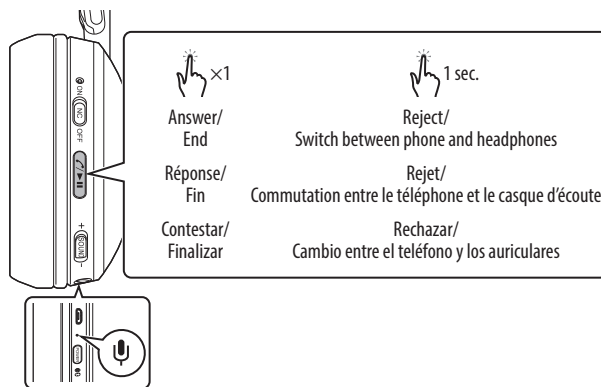 ×1
1 sec.
Answer/
End
Reject/
Switch between phone and headphones
Réponse/
Fin
Rejet/
Commutation entre le téléphone et le casque d'écoute
Contestar/
Finalizar
Rechazar/
Cambio entre el teléfono y los auriculares
ON
NC
OFF
+
SOUND
-